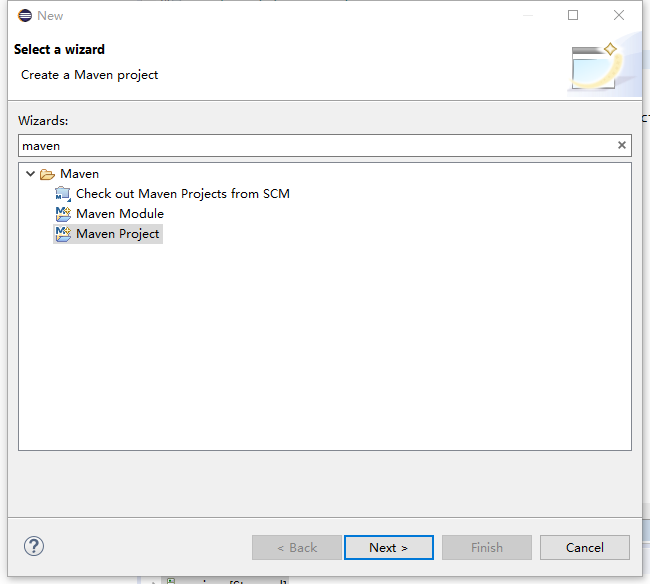 New
Select a wizard
Create a Maven project
Wizards:
maven
Maven
Check out Maven Projects from SCM
Maven Module
Maven Project
< Back
Next >
Finish
Cancel